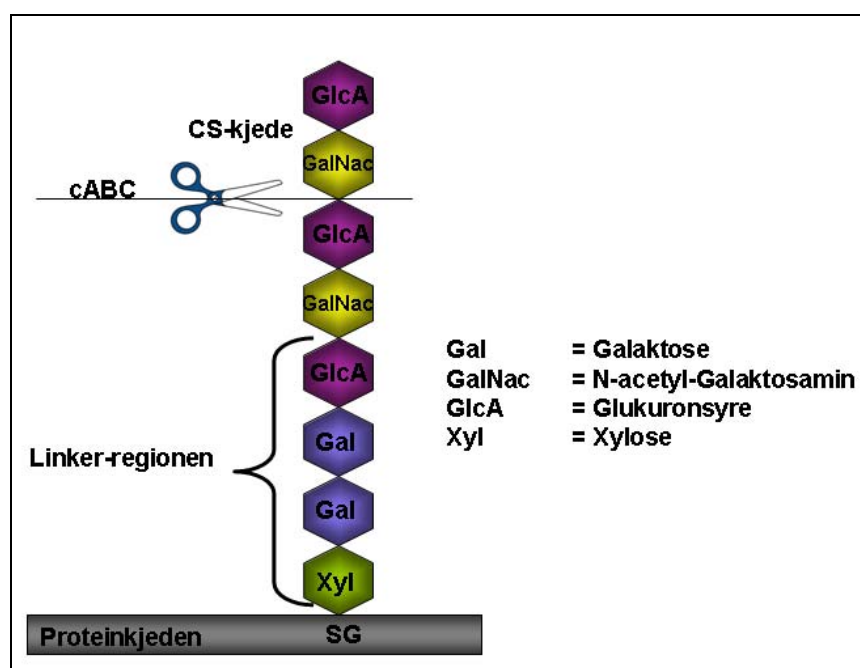 GlcA
CS-kjede
GalNac
cABC
GlcA
GalNac
Gal = Galaktose
GalNac = N-acetyl-Galaktosamin
GlcA
GlcA = Glukuronsyre
Xyl = Xylose
Gal
Linker-regionen
Gal
Xyl
Proteinkjeden SG